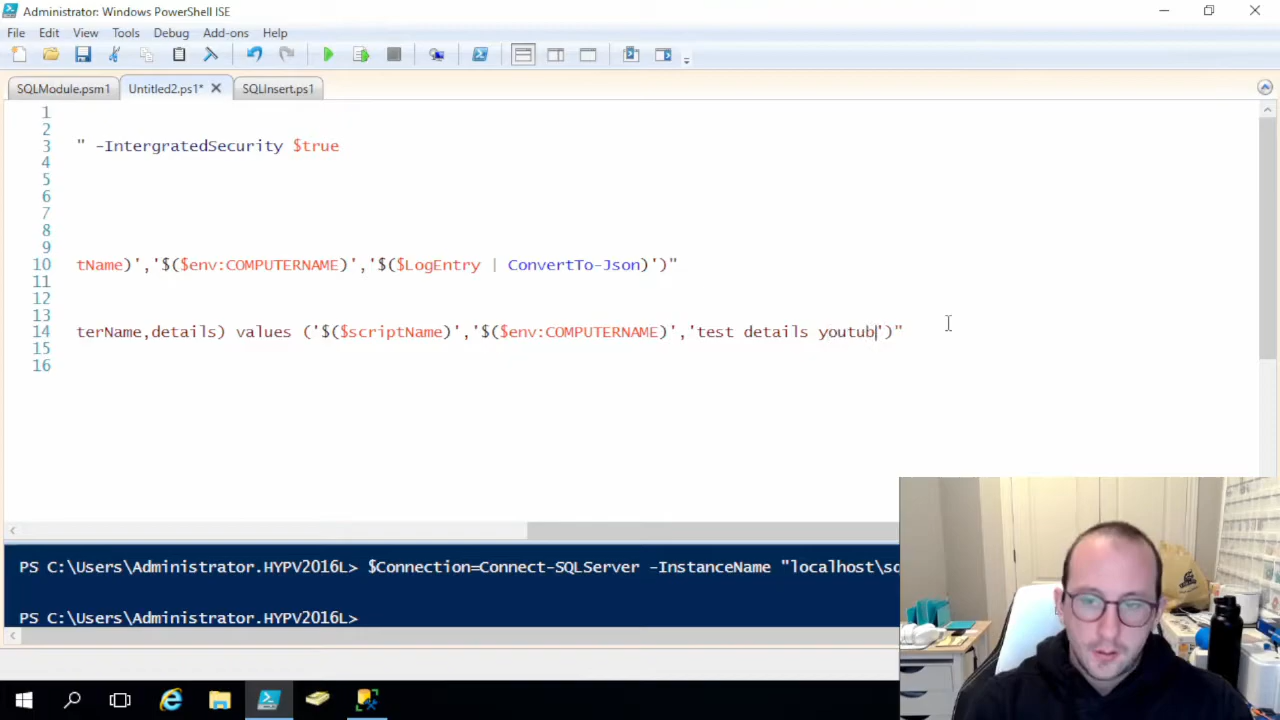 Administrator: Windows PowerShell ISE
File Edit View Tools Debug Add-ons Help
SQLModule.psm1 Untitled2.ps1* X SQLInsert.ps1
1
2
3 " -IntergratedSecurity $true
4
5
6
7
8
9
10 tName)','$($env:COMPUTERNAME)','$($LogEntry | ConvertTo-Json)')"
11
12
13
14 terName,details) values ('$($scriptName)','$($env:COMPUTERNAME)','test details youtub')"
15
16
PS C:\Users\Administrator.HYPV2016L> $Connection=Connect-SQLServer -InstanceName "localhost\sq
PS C:\Users\Administrator.HYPV2016L>